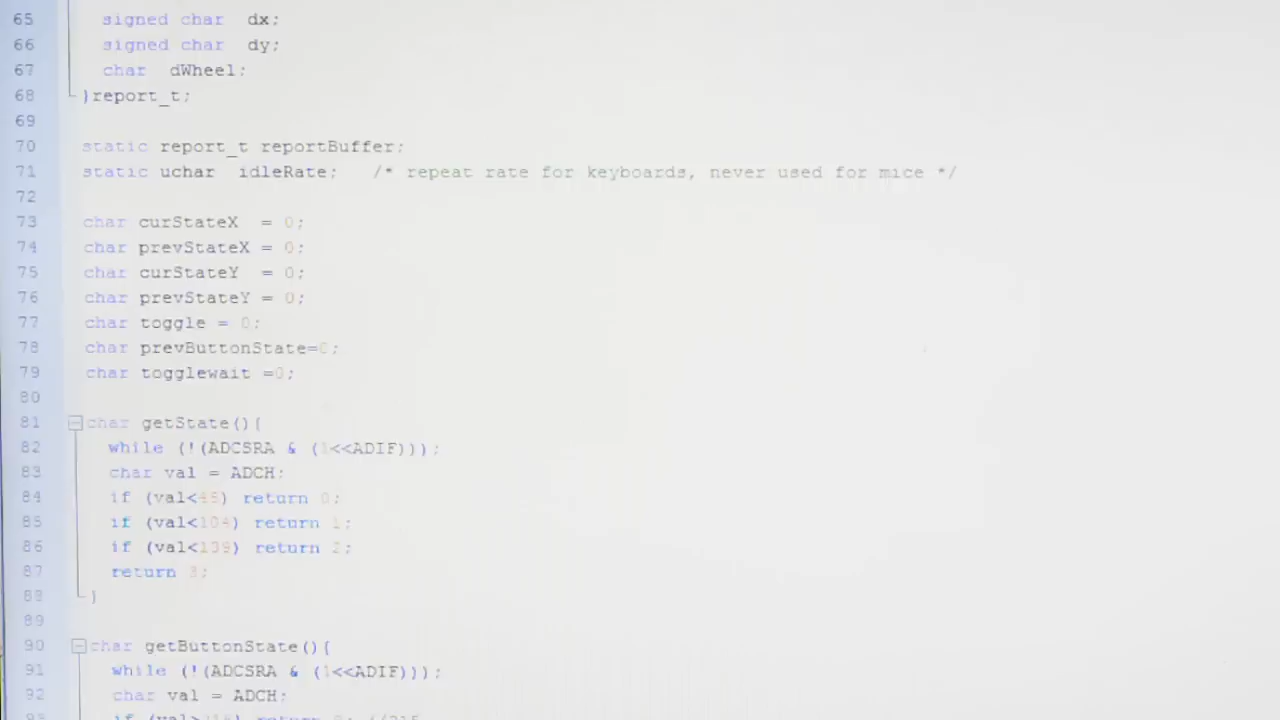 65 signed char dx;
66 signed char dy;
67 char dWheel;
68 }report_t;
69
70 static report_t reportBuffer;
71 static uchar idleRate; /* repeat rate for keyboards, never used for mice */
72
73 char curStateX = 0;
74 char prevStateX = 0;
75 char curStateY = 0;
76 char prevStateY = 0;
77 char toggle = 0;
78 char prevButtonState=0;
79 char togglewait =0;
80
81 char getState(){
82 while (!(ADCSRA & (1<<ADIF)));
83 char val = ADCH;
84 if (val<) return 0;
85 if (val<104) return 1;
86 if (val<139) return 2;
87 return 3;
88 }
89
90 char getButtonState(){
91 while (!(ADCSRA & (1<<ADIF)));
92 char val = ADCH;
93